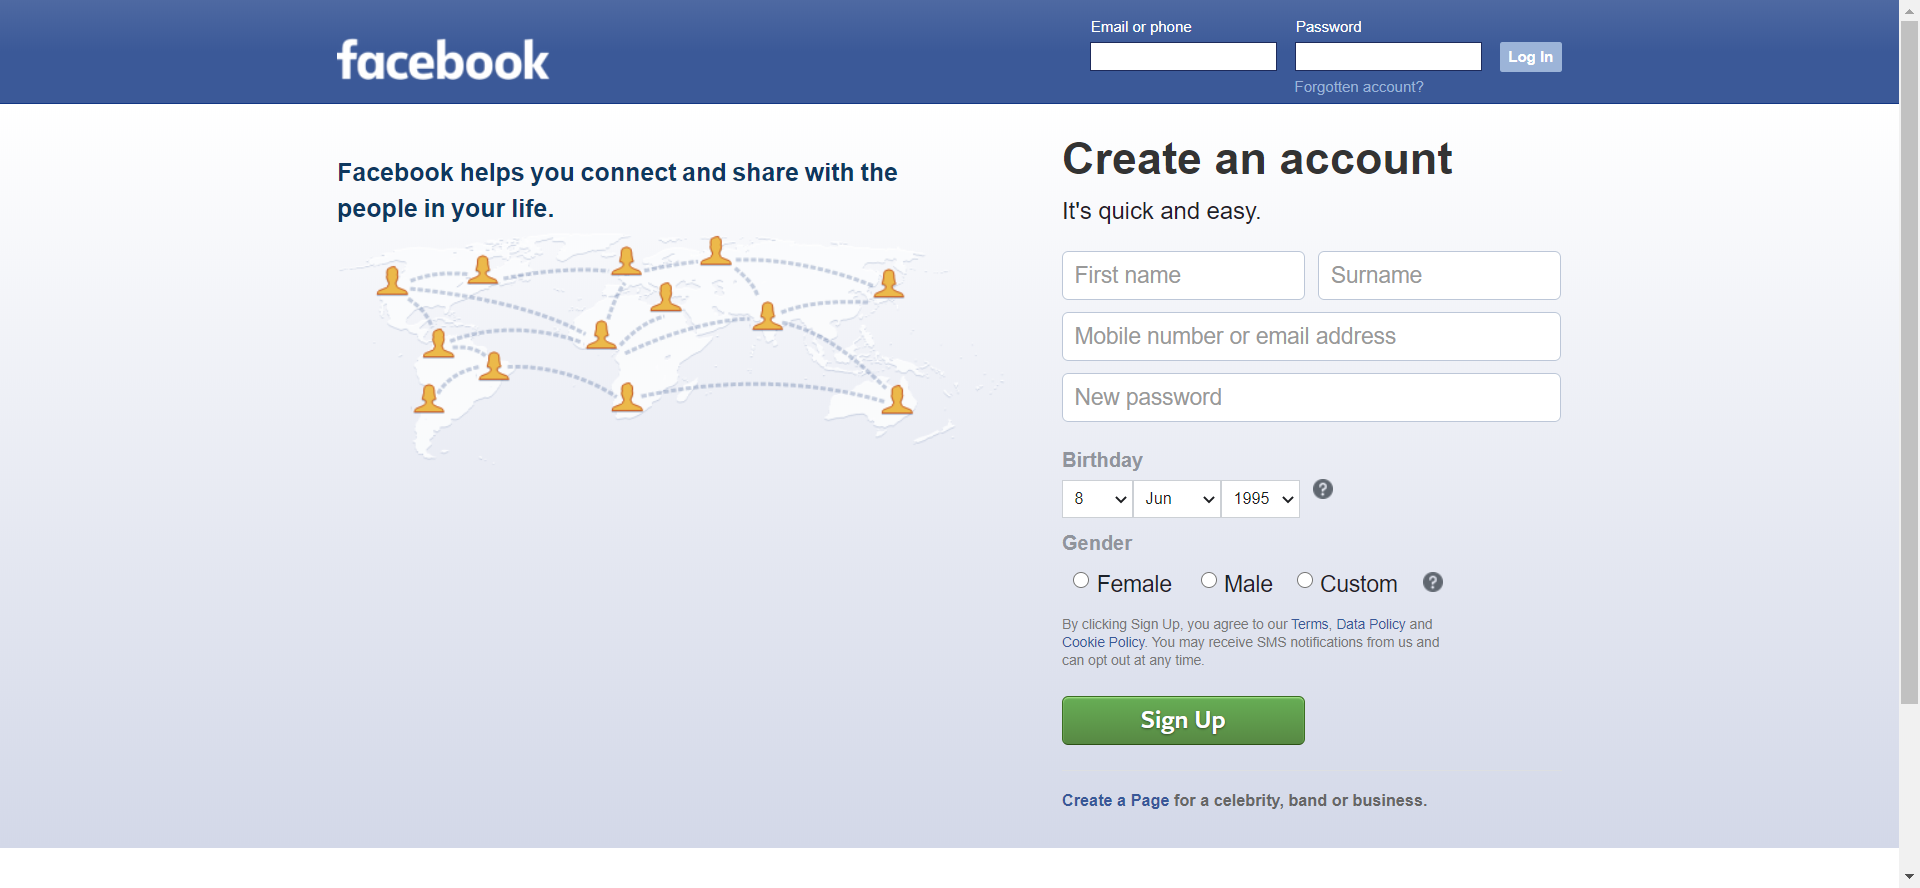 facebook
Email or phone
Password
Log In
Forgotten account?
Facebook helps you connect and share with the
people in your life.
Create an account
It's quick and easy.
First name
Surname
Mobile number or email address
New password
Birthday
8
Jun
1995
?
Gender
Female
Male
Custom
?
By clicking Sign Up, you agree to our Terms, Data Policy and
Cookie Policy. You may receive SMS notifications from us and
can opt out at any time.
Sign Up
Create a Page for a celebrity, band or business.